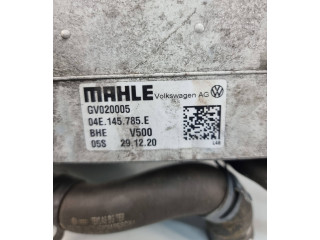 MAHLE Volkswagen AG
GV020005
04E.145.785.E
BHE V500
05S 29.12.20